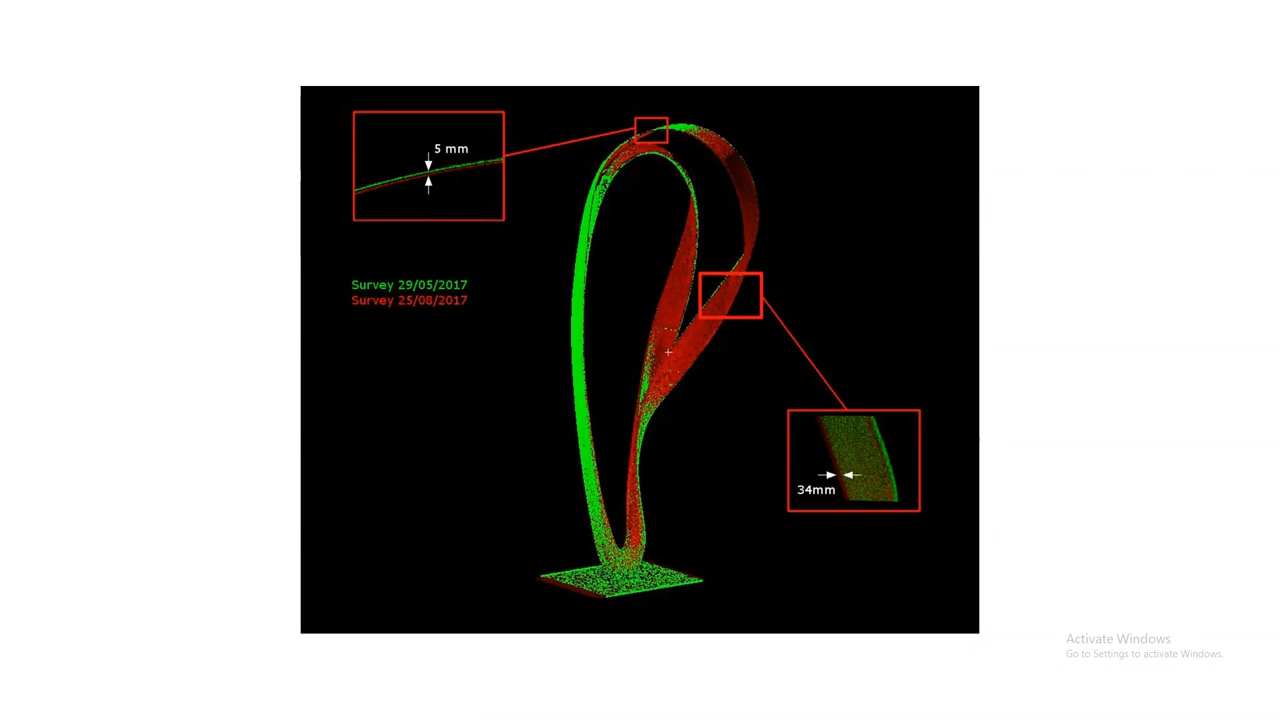 5 mm
Survey 29/05/2017
Survey 25/08/2017
34mm
Activate Windows
Go to Settings to activate Windows.